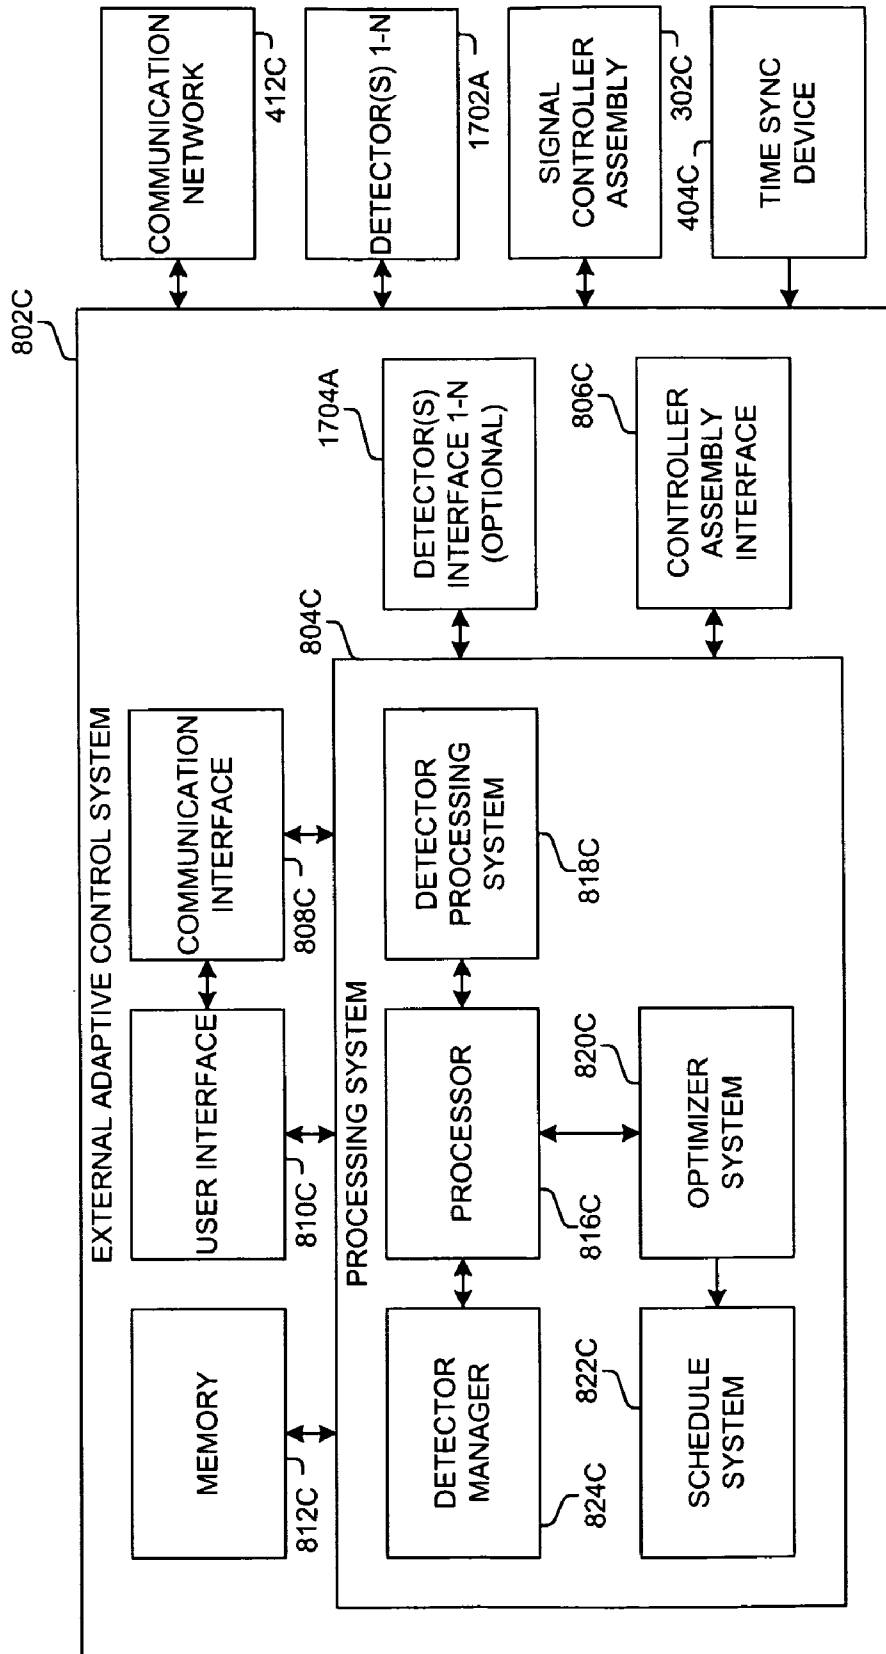 802C
EXTERNAL ADAPTIVE CONTROL SYSTEM
MEMORY
812C
USER INTERFACE
810C
COMMUNICATION
INTERFACE
808C
PROCESSING SYSTEM
804C
DETECTOR
MANAGER
824C
PROCESSOR
816C
DETECTOR
PROCESSING
SYSTEM
818C
SCHEDULE
SYSTEM
822C
OPTIMIZER
SYSTEM
820C
DETECTOR(S)
INTERFACE 1-N
(OPTIONAL)
1704A
CONTROLLER
ASSEMBLY
INTERFACE
806C
COMMUNICATION
NETWORK
412C
DETECTOR(S) 1-N
1702A
SIGNAL
CONTROLLER
ASSEMBLY
302C
TIME SYNC
DEVICE
404C